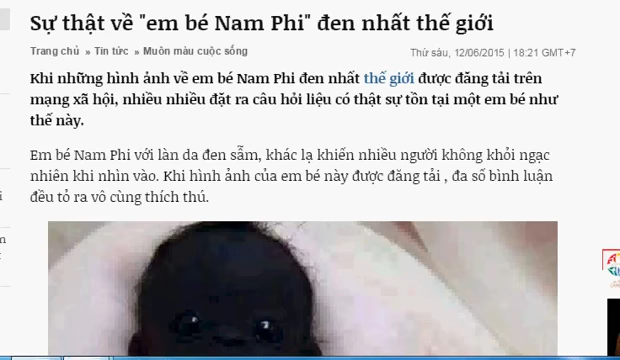 Sự thật về "em bé Nam Phi" đen nhất thế giới
Trang chủ » Tin tức » Muôn màu cuộc sống
Thứ sáu, 12/06/2015 | 18:21 GMT+7
Khi những hình ảnh về em bé Nam Phi đen nhất thế giới được đăng tải trên
mạng xã hội, nhiều nhiều đặt ra câu hỏi liệu có thật sự tồn tại một em bé như
thế này.
Em bé Nam Phi với làn da đen sẫm, khác lạ khiến nhiều người không khỏi ngạc
nhiên khi nhìn vào. Khi hình ảnh của em bé này được đăng tải , đa số bình luận
đều tỏ ra vô cùng thích thú.